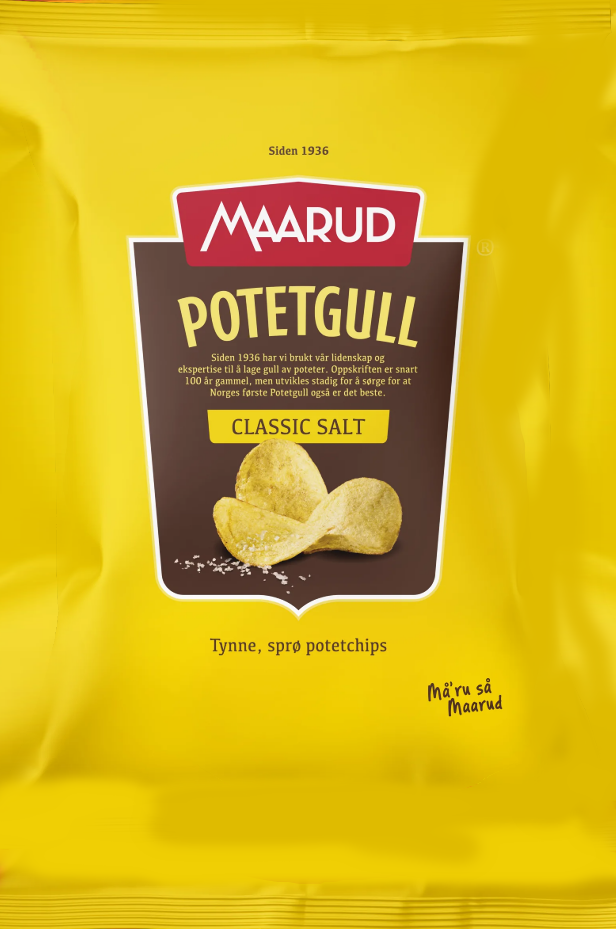 Siden 1936
MAARUD
®
POTETGULL
Siden 1936 har vi brukt vår lidenskap og
ekspertise til å lage gull av poteter. Oppskriften er snart
100 år gammel, men utvikles stadig for å sørge for at
Norges første Potetgull også er det beste.
CLASSIC SALT
Tynne, sprø potetchips
Må'ru så
Maarud